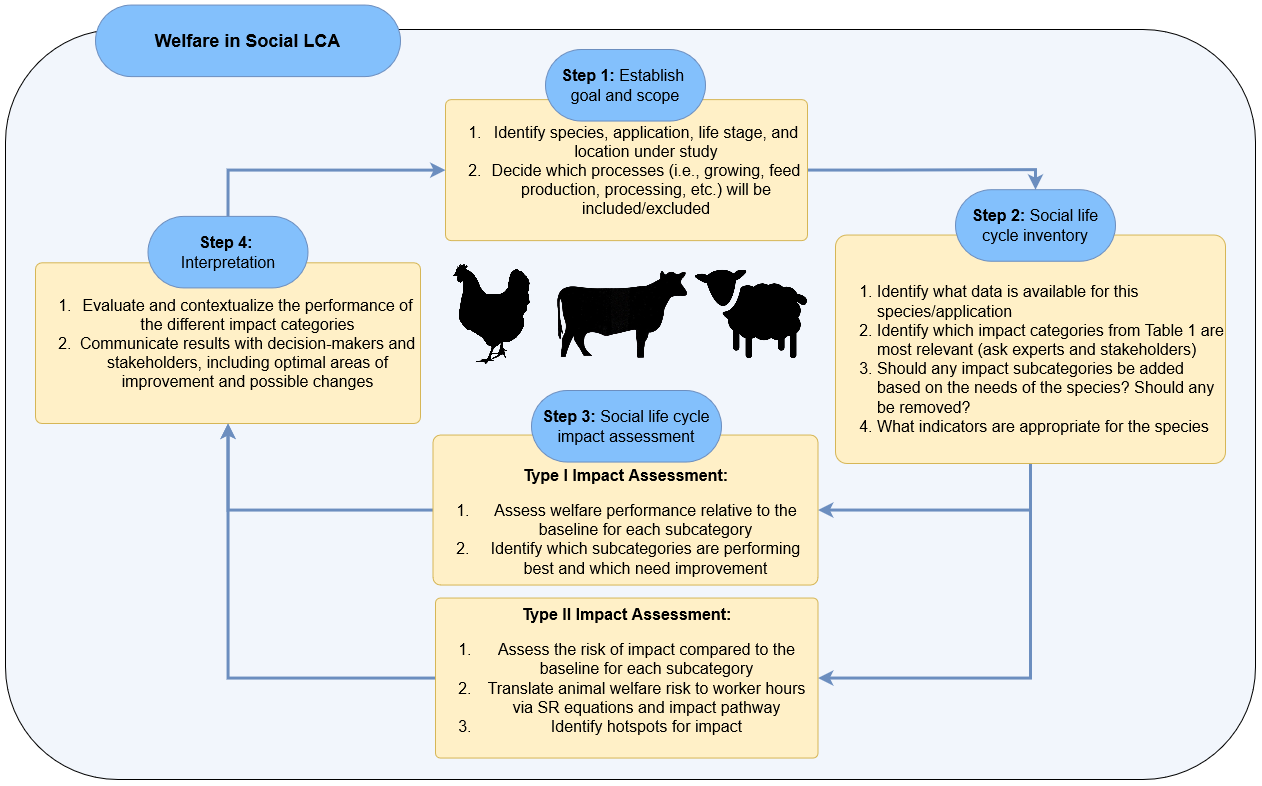 Welfare in Social LCA
Step 1: Establish
goal and scope
1. Identify species, application, life stage, and
location under study
2. Decide which processes (i.e., growing, feed
production, processing, etc.) will be
included/excluded
Step 2: Social life
cycle inventory
1. Identify what data is available for this
species/application
2. Identify which impact categories from Table 1 are
most relevant (ask experts and stakeholders)
3. Should any impact subcategories be added
based on the needs of the species? Should any
be removed?
4. What indicators are appropriate for the species
Step 3: Social life cycle
impact assessment
Type I Impact Assessment:
1. Assess welfare performance relative to the
baseline for each subcategory
2. Identify which subcategories are performing
best and which need improvement
Type II Impact Assessment:
1. Assess the risk of impact compared to the
baseline for each subcategory
2. Translate animal welfare risk to worker hours
via SR equations and impact pathway
3. Identify hotspots for impact
Step 4:
Interpretation
1. Evaluate and contextualize the performance of
the different impact categories
2. Communicate results with decision-makers and
stakeholders, including optimal areas of
improvement and possible changes